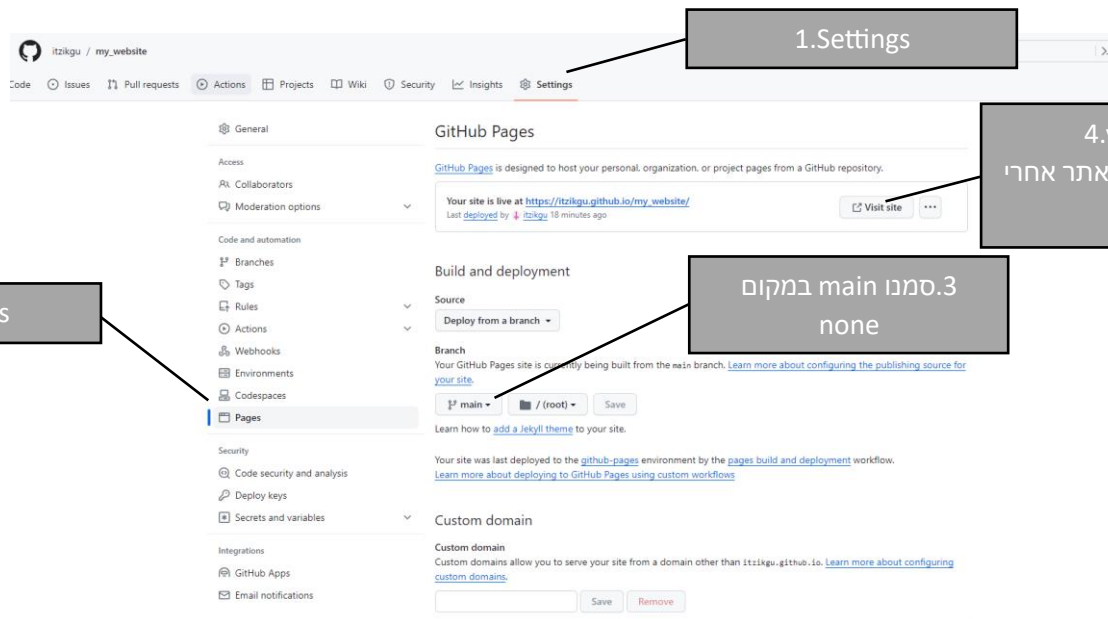 1.Settings
itzikgu / my_website
Code Issues Pull requests Actions Projects Wiki Security Insights Settings
General
Access
Collaborators
Moderation options
Code and automation
Branches
Tags
Rules
Actions
Webhooks
Environments
Codespaces
Pages
Security
Code security and analysis
Deploy keys
Secrets and variables
Integrations
GitHub Apps
Email notifications
GitHub Pages
GitHub Pages is designed to host your personal, organization, or project pages from a GitHub repository.
Your site is live at https://itzikgu.github.io/my_website/
Last deployed by itzikgu 18 minutes ago
Visit site
4.
אתר אחרי
Build and deployment
Source
Deploy from a branch
3.סמנו main במקום
none
Branch
Your GitHub Pages site is currently being built from the main branch. Learn more about configuring the publishing source for
your site.
main / (root) Save
Learn how to add a Jekyll theme to your site.
Your site was last deployed to the github-pages environment by the pages build and deployment workflow.
Learn more about deploying to GitHub Pages using custom workflows
Custom domain
Custom domain
Custom domains allow you to serve your site from a domain other than itzikgu.github.io. Learn more about configuring
custom domains.
Save Remove